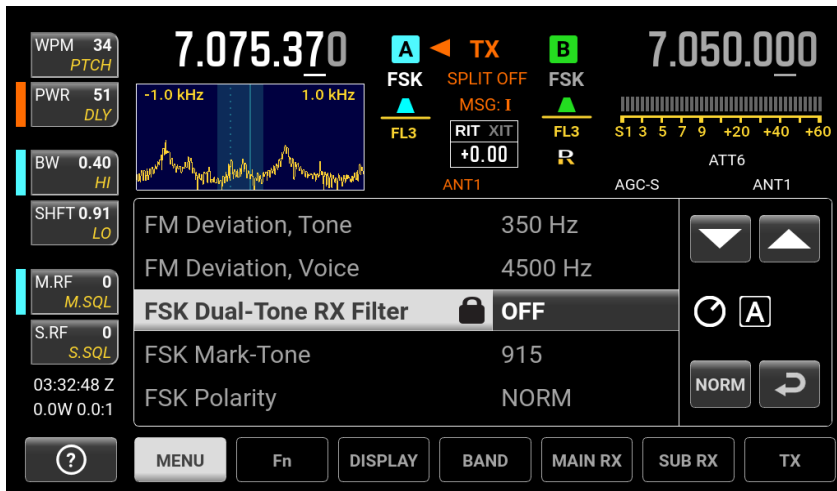 WPM 34
PTCH
PWR 51
DLY
BW 0.40
HI
SHFT 0.91
LO
M.RF 0
M.SQL
S.RF 0
S.SQL
03:32:48 Z
0.0W 0.0:1
7.075.370
A
TX
B
7.050.000
FSK
SPLIT OFF
FSK
-1.0 kHz
1.0 kHz
MSG: I
FL3
RIT XIT
+0.00
FL3
R
ANT1
S1 3 5 7 9 +20 +40 +60
ATT6
AGC-S
ANT1
FM Deviation, Tone 350 Hz
FM Deviation, Voice 4500 Hz
FSK Dual-Tone RX Filter OFF
FSK Mark-Tone 915
FSK Polarity NORM
A
NORM
?
MENU
Fn
DISPLAY
BAND
MAIN RX
SUB RX
TX